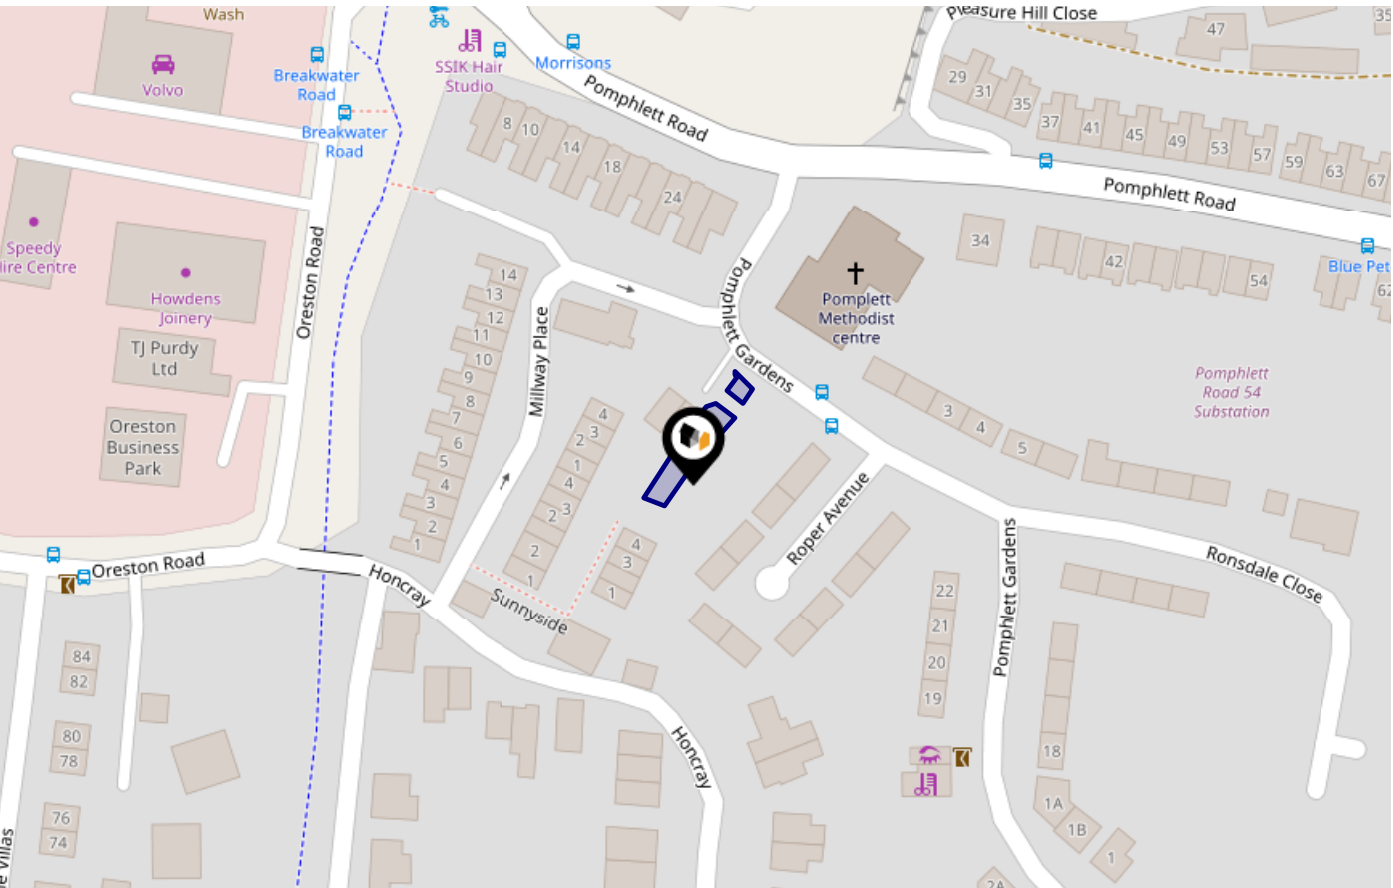 Wash
Pleasure Hill Close
47
35
Volvo
Breakwater
Road
Breakwater
Road
SSIK Hair
Studio
Morrisons
Pomphlett Road
29
31
35
37
41
45
49
53
57
59
63
67
8
10
14
18
24
Pomphlett Road
Speedy
ire Centre
Howdens
Joinery
TJ Purdy
Ltd
Oreston
Business
Park
Oreston Road
34
42
54
62
Blue Pet
Pomplett
Methodist
centre
Pomphlett Gardens
Millway Place
14
13
12
11
10
9
8
7
6
5
4
3
2
1
4
3
2
1
4
3
2
2
1
4
3
1
3
4
5
Pomphlett
Road 54
Substation
Roper Avenue
Oreston Road
Honcray
Sunnyside
Ronsdale Close
Pomphlett Gardens
22
21
20
19
18
1A
1B
1
2A
84
82
80
78
76
74
Honcray
e Villas